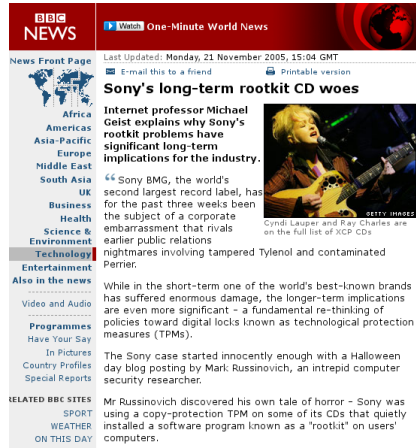 BBC
NEWS
Watch One-Minute World News
News Front Page
Africa
Americas
Asia-Pacific
Europe
Middle East
South Asia
UK
Business
Health
Science &
Environment
Technology
Entertainment
Also in the news
Video and Audio
Programmes
Have Your Say
In Pictures
Country Profiles
Special Reports
RELATED BBC SITES
SPORT
WEATHER
ON THIS DAY
Last Updated: Monday, 21 November 2005, 15:04 GMT
E-mail this to a friend
Printable version
Sony's long-term rootkit CD woes
Internet professor Michael
Geist explains why Sony's
rootkit problems have
significant long-term
implications for the industry.
GETTY IMAGES
Cyndi Lauper and Ray Charles are
on the full list of XCP CDs
“ Sony BMG, the world's
second largest record label, has
for the past three weeks been
the subject of a corporate
embarrassment that rivals
earlier public relations
nightmares involving tampered Tylenol and contaminated
Perrier.
While in the short-term one of the world's best-known brands
has suffered enormous damage, the longer-term implications
are even more significant - a fundamental re-thinking of
policies toward digital locks known as technological protection
measures (TPMs).
The Sony case started innocently enough with a Halloween
day blog posting by Mark Russinovich, an intrepid computer
security researcher.
Mr Russinovich discovered his own tale of horror - Sony was
using a copy-protection TPM on some of its CDs that quietly
installed a software program known as a "rootkit" on users'
computers.